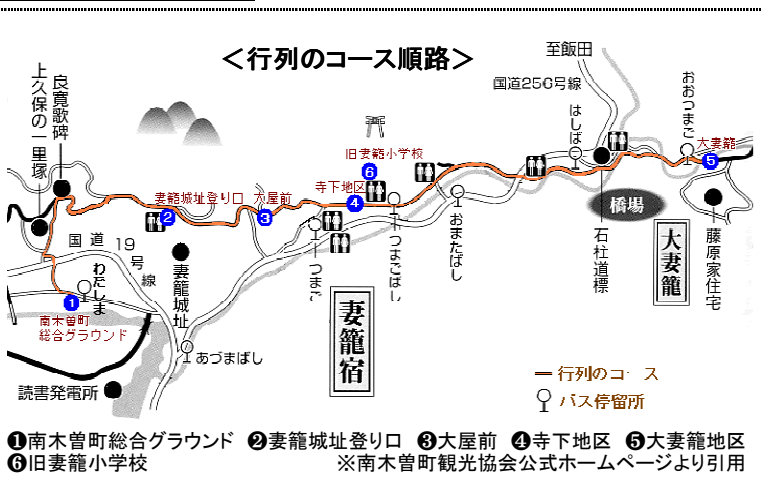 ＜行列のコース順路＞
至飯田
国道256号線
おおつまご
大妻籠
5
はしば
上久保の一里塚
良寛歌碑
旧妻籠小学校
6
寺下地区
4
妻籠城址登り口
2
大屋前
3
橋場
国道19号線
わだしま
1
南木曽町
総合グラウンド
妻籠城址
つまご
つまごばし
おまたばし
石柱道標
大妻籠
藤原家住宅
妻籠宿
あづまばし
読書発電所
行列のコース
バス停留所
❶南木曽町総合グラウンド ❷妻籠城址登り口 ❸大屋前 ❹寺下地区 ❺大妻籠地区
❻旧妻籠小学校 ※南木曽町観光協会公式ホームページより引用